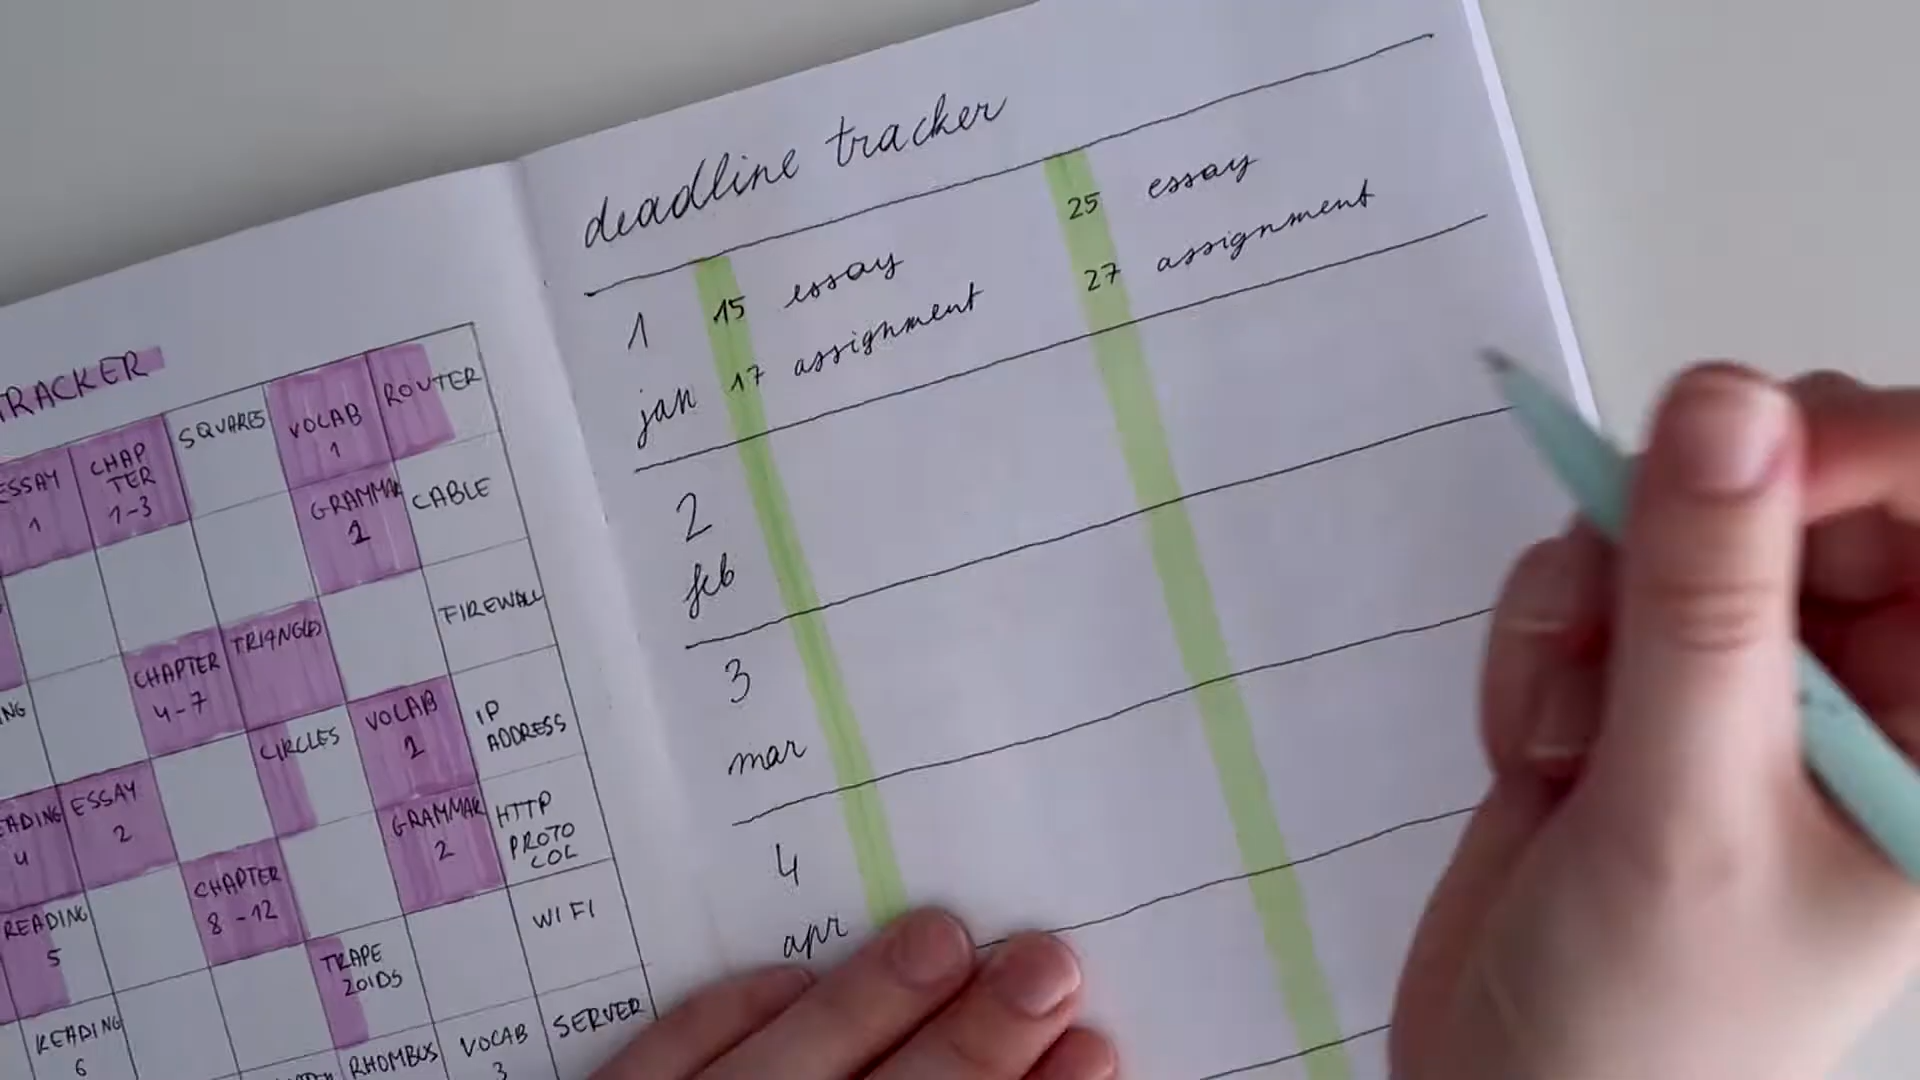 TRACKER
ESSAY
1
CHAP
TER
1-3
SQUARES
VOCAB
1
ROUTER
GRAMMAR
1
CABLE
CHAPTER
4-7
TRIANGLES
FIREWALL
CIRCLES
VOCAB
2
IP
ADDRESS
4
ESSAY
2
GRAMMAR
2
HTTP
PROTO
COL
READING
5
CHAPTER
8-12
WIFI
TRAPE
ZOIDS
READING
6
RHOMBUS
VOCAB
3
SERVER
deadline tracker
1 15 essay 25 essay
jan 17 assignment 27 assignment
2
feb
3
mar
4
apr